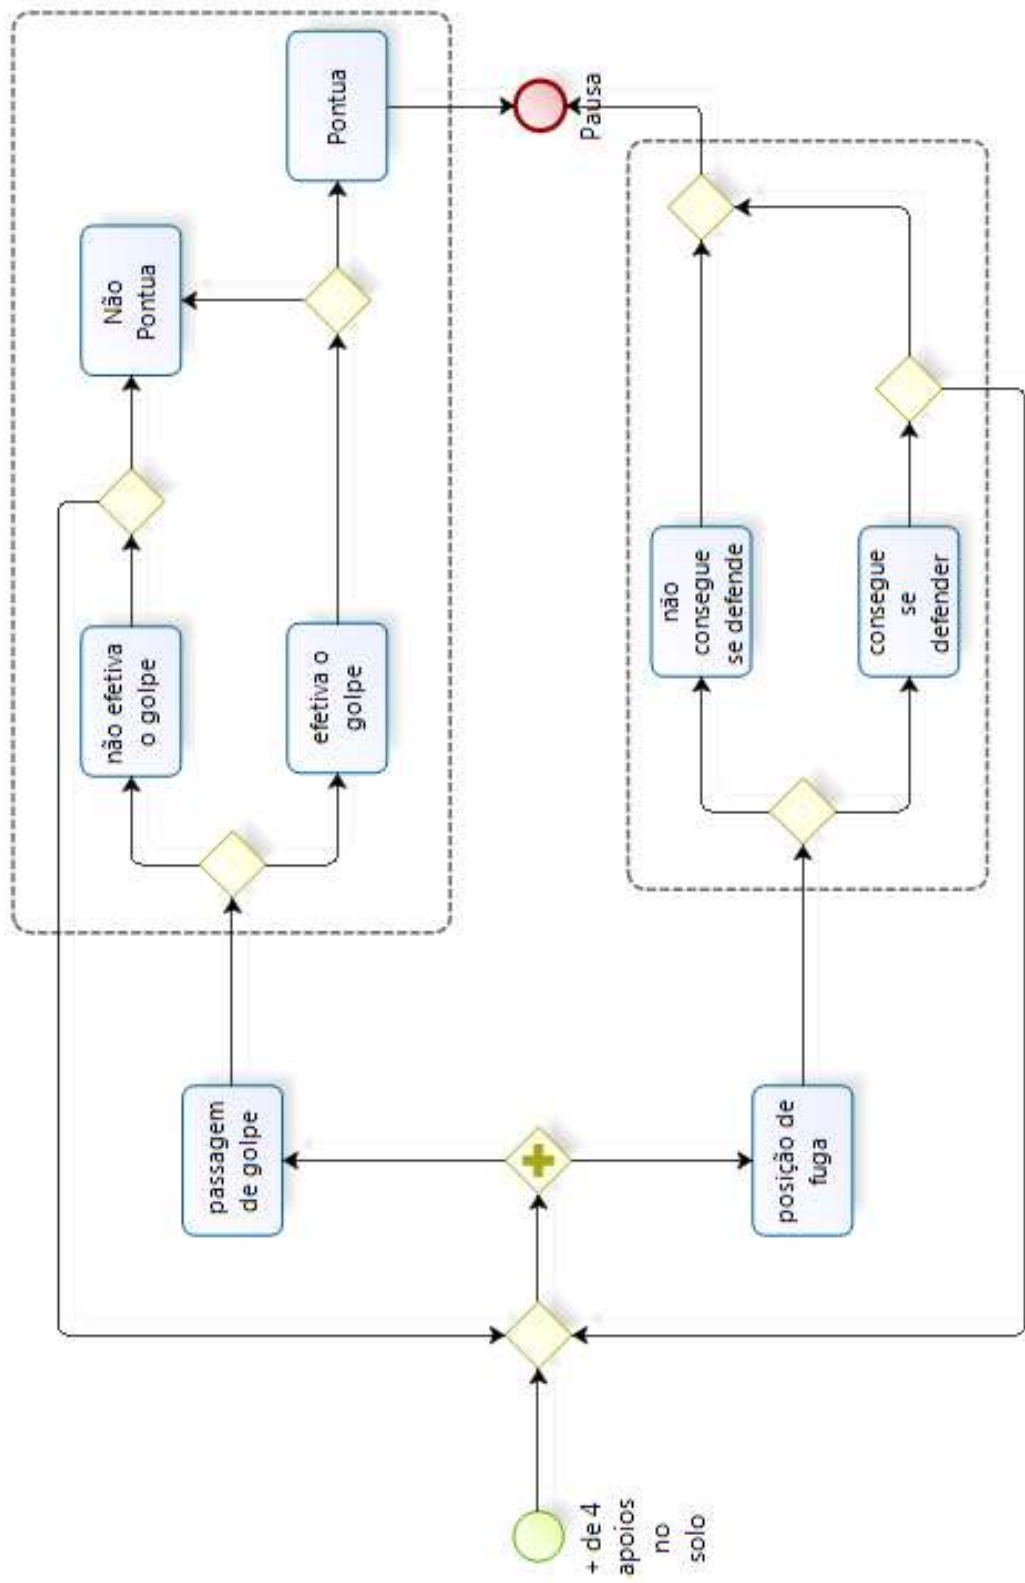 + de 4
apoios
no
solo
passagem
de golpe
posição de
fuga
não efetiva
o golpe
efetiva o
golpe
Não
Pontua
Pontua
Pausa
não
consegue
se defende
consegue
se
defender